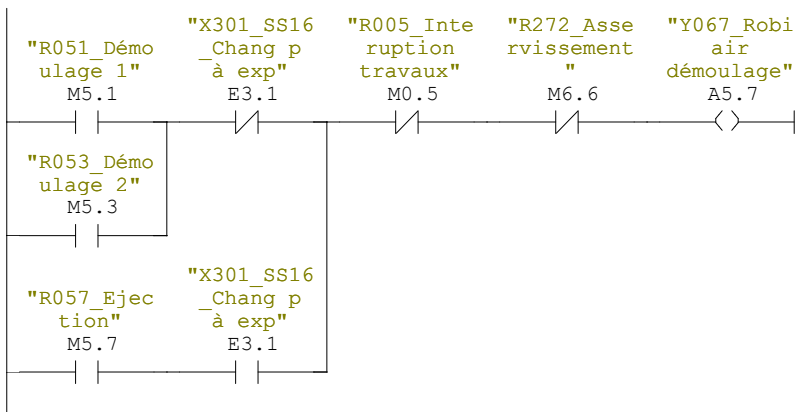 "X301_SS16 "R005_Inte "R272_Asse "Y067_Robi
"R051_Démo _Chang p ruption rvissement air
ulage 1" à exp" travaux" " démoulage"
M5.1 E3.1 M0.5 M6.6 A5.7
"R053_Démo
ulage 2"
M5.3
"X301_SS16
"R057_Ejec _Chang p
tion" à exp"
M5.7 E3.1